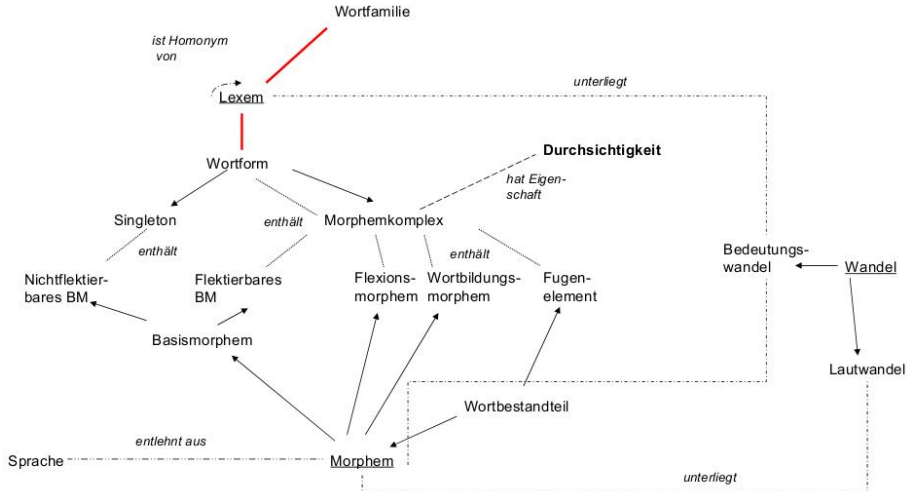 Wortfamilie
ist Homonym
von
unterliegt
Lexem
Durchsichtigkeit
Wortform
hat Eigen-
schaft
Singleton
enthält
Morphemkomplex
enthält
enthält
Bedeutungs-
wandel
Wandel
Nichtflektier-
bares BM
Flektierbares
BM
Flexions-
morphem
Wortbildungs-
morphem
Fugen-
element
Basismorphem
Lautwandel
Wortbestandteil
entlehnt aus
Sprache
Morphem
unterliegt